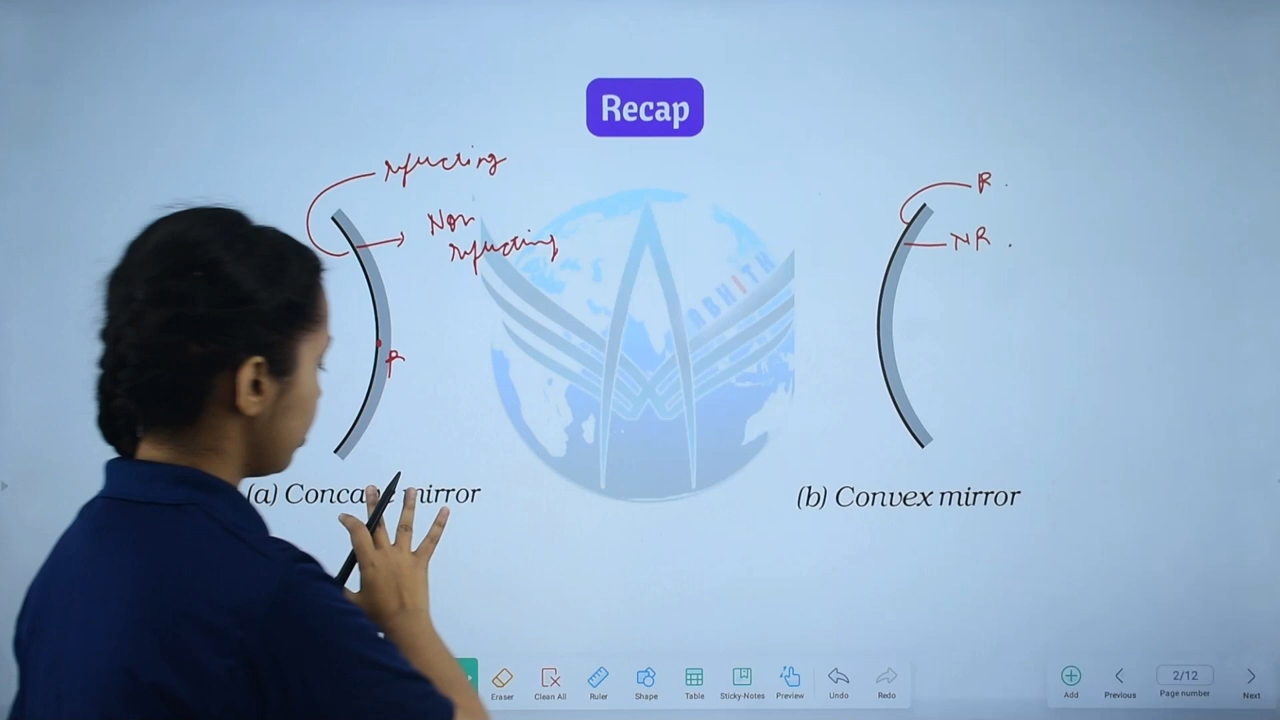 Recap
reflecting
Non
reflecting
P
R
NR
(a) Concave mirror
(b) Convex mirror
Eraser
Clean All
Ruler
Shape
Table
Sticky-Notes
Preview
Undo
Redo
Add
Previous
2/12
Page number
Next